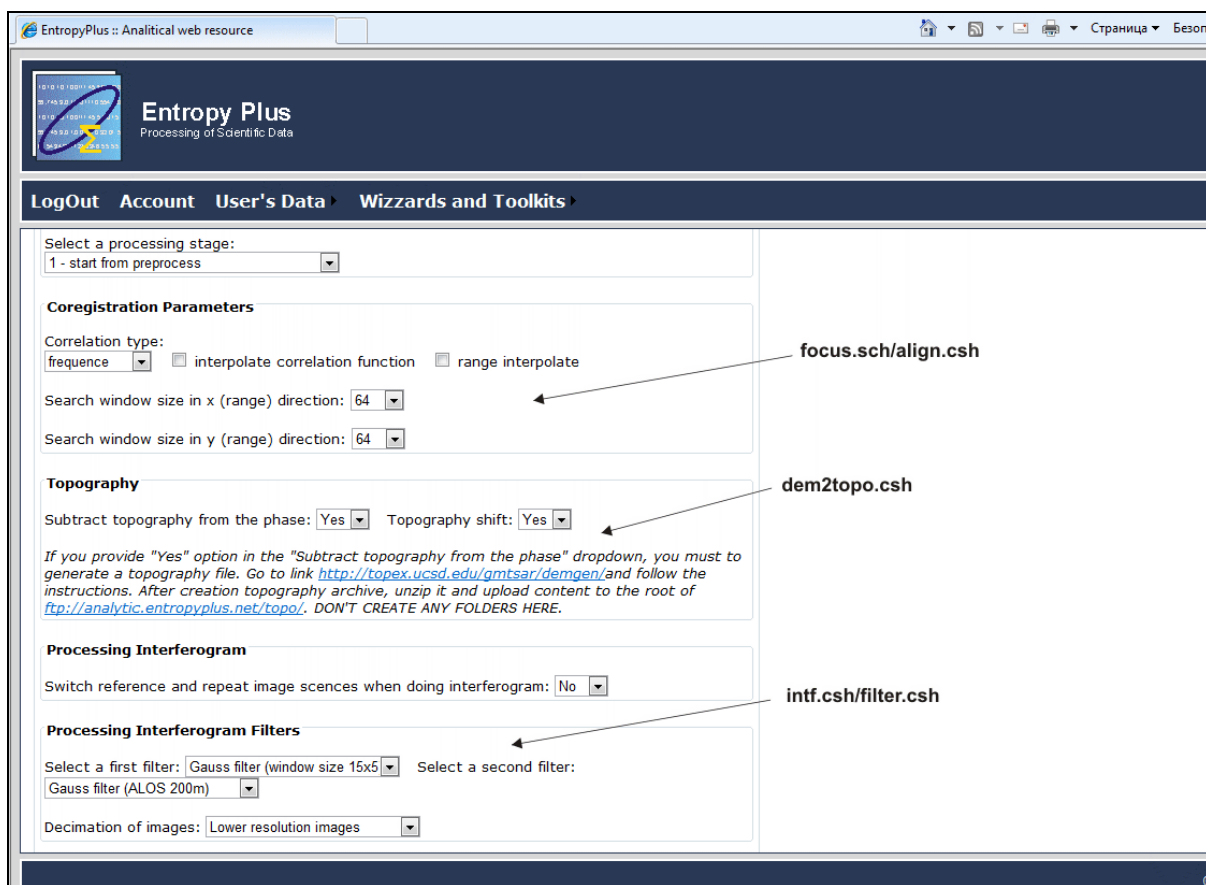 EntropyPlus :: Analitical web resource
Страница
Entropy Plus
Processing of Scientific Data
LogOut Account User's Data Wizzards and Toolkits
Select a processing stage:
1 - start from preprocess
Coregistration Parameters
Correlation type:
frequence interpolate correlation function range interpolate
focus.sch/align.csh
Search window size in x (range) direction: 64
Search window size in y (range) direction: 64
Topography
dem2topo.csh
Subtract topography from the phase: Yes Topography shift: Yes
If you provide "Yes" option in the "Subtract topography from the phase" dropdown, you must to
generate a topography file. Go to link http://topex.ucsd.edu/gmtsar/demgen/and follow the
instructions. After creation topography archive, unzip it and upload content to the root of
ftp://analytic.entropyplus.net/topo/. DON'T CREATE ANY FOLDERS HERE.
Processing Interferogram
Switch reference and repeat image scences when doing interferogram: No
intf.csh/filter.csh
Processing Interferogram Filters
Select a first filter: Gauss filter (window size 15x5 Select a second filter:
Gauss filter (ALOS 200m)
Decimation of images: Lower resolution images